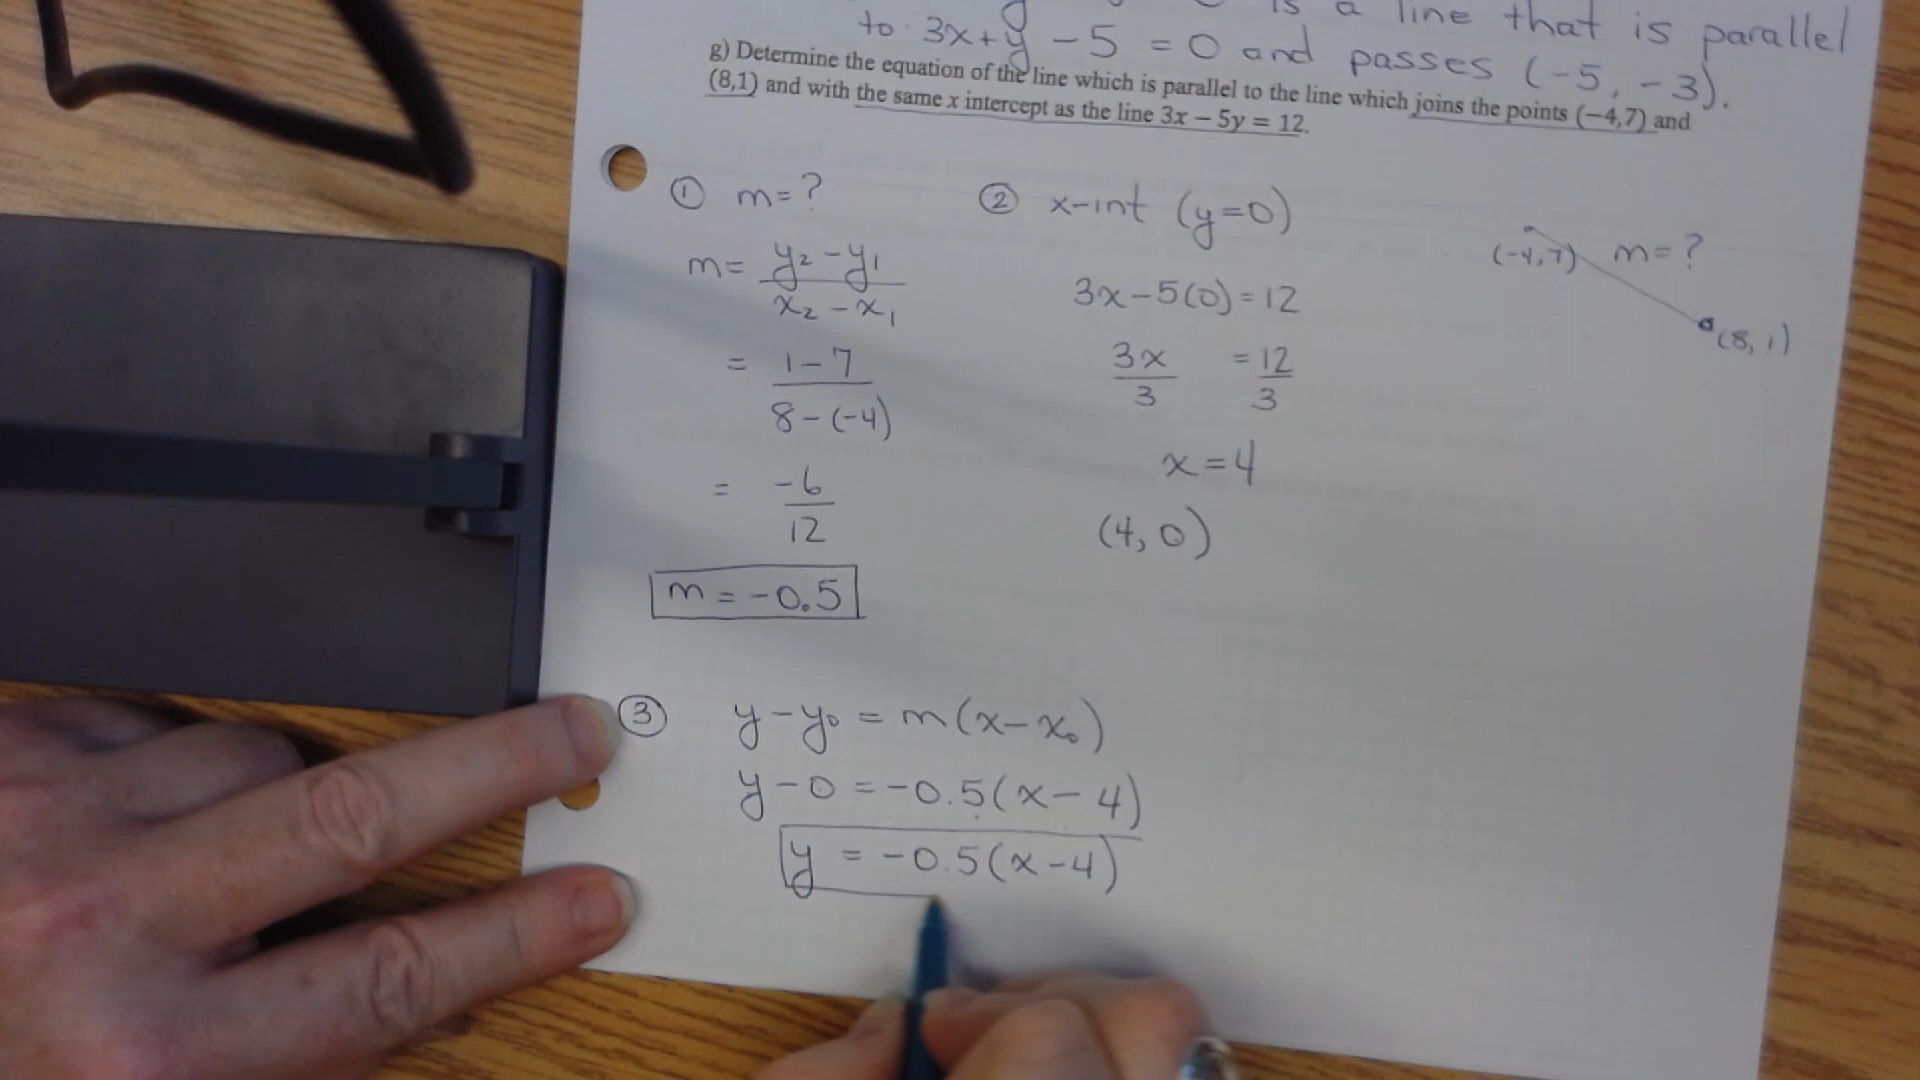 is a line that is parallel
to 3x+y-5 = 0 and passes (-5, -3).
g) Determine the equation of the line which is parallel to the line which joins the points (−4,7) and
(8,1) and with the same x intercept as the line 3x − 5y = 12.
① m=?
m= y₂-y₁ / x₂-x₁
= 1-7 / 8-(-4)
= -6 / 12
m = -0.5
② x-int (y=0)
3x-5(0)=12
3x/3 = 12/3
x=4
(4, 0)
(-4,7) m=?
(8, 1)
③ y-y₀ = m(x-x₀)
y-0 = -0.5(x-4)
y = -0.5(x-4)